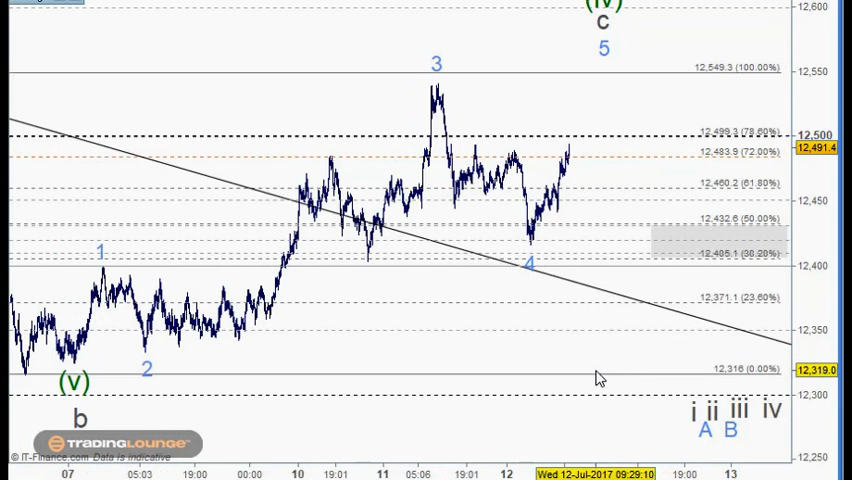 12,600
(iv)
c
5
3
12,549.3 (100.00%)
12,550
12,499.3 (78.60%)
12,500
12,491.4
12,483.9 (72.00%)
12,460.2 (61.80%)
12,450
12,432.6 (50.00%)
1
12,405.1 (38.20%)
4
12,400
12,371.1 (23.60%)
12,350
2
12,316 (0.00%)
12,319.0
(v)
12,300
b
i ii iii iv
A B
TRADINGLOUNGE
12,250
© IT-Finance.com Data is indicative
07 05:03 19:00 00:00 10 19:01 11 05:06 19:01 12 Wed 12-Jul-2017 09:29:10 19:00 13